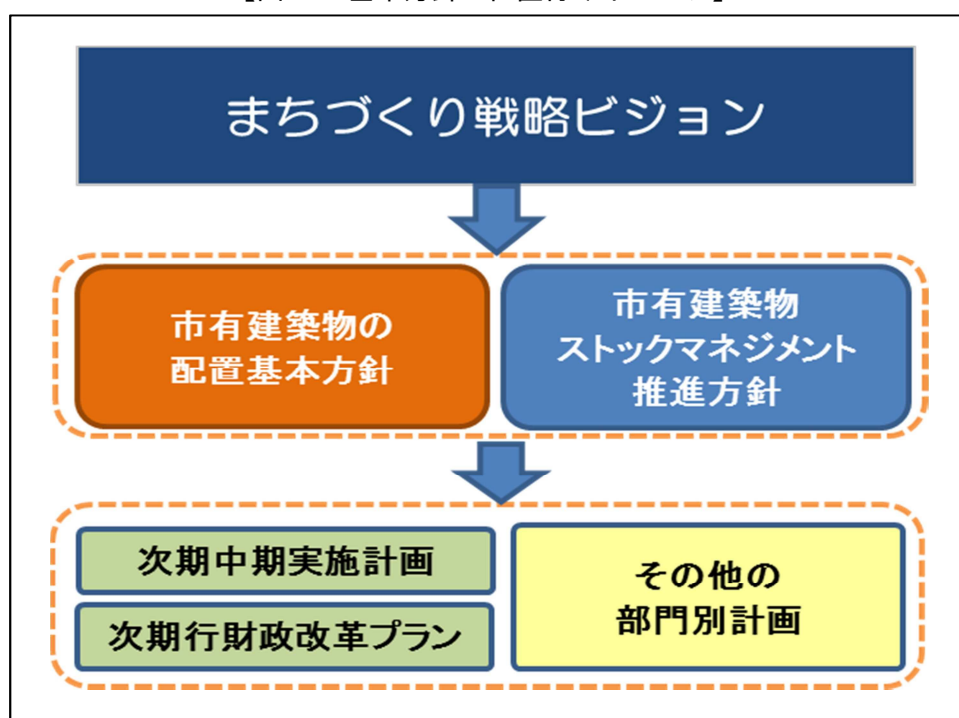 まちづくり戦略ビジョン
市有建築物の
配置基本方針
市有建築物
ストックマネジメント
推進方針
次期中期実施計画
次期行財政改革プラン
その他の
部門別計画